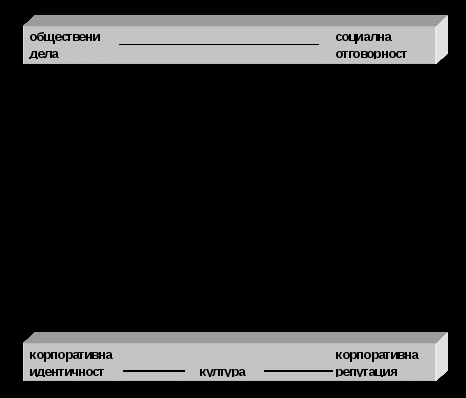 обществени социална
дела отговорност
корпоративна корпоративна
идентичност култура репутация